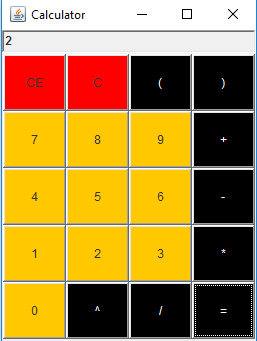 Calculator
2
CE C ( )
7 8 9 +
4 5 6 -
1 2 3 *
0 ^ / =